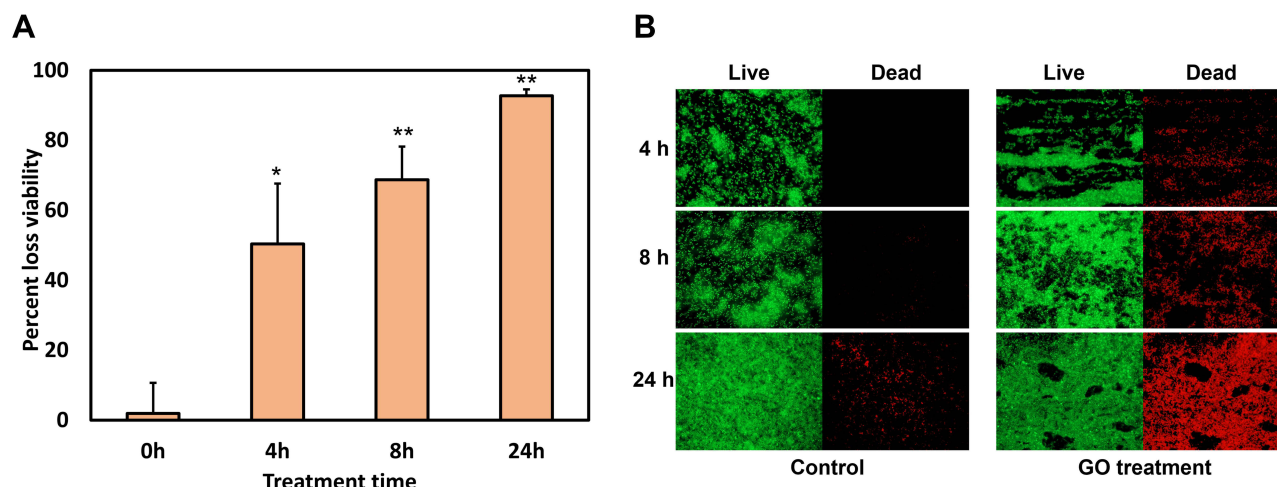 A
Percent loss viability
100
80
60
40
20
0
*
**
**
0h
4h
8h
24h
Treatment time
B
Live Dead Live Dead
4 h
8 h
24 h
Control GO treatment